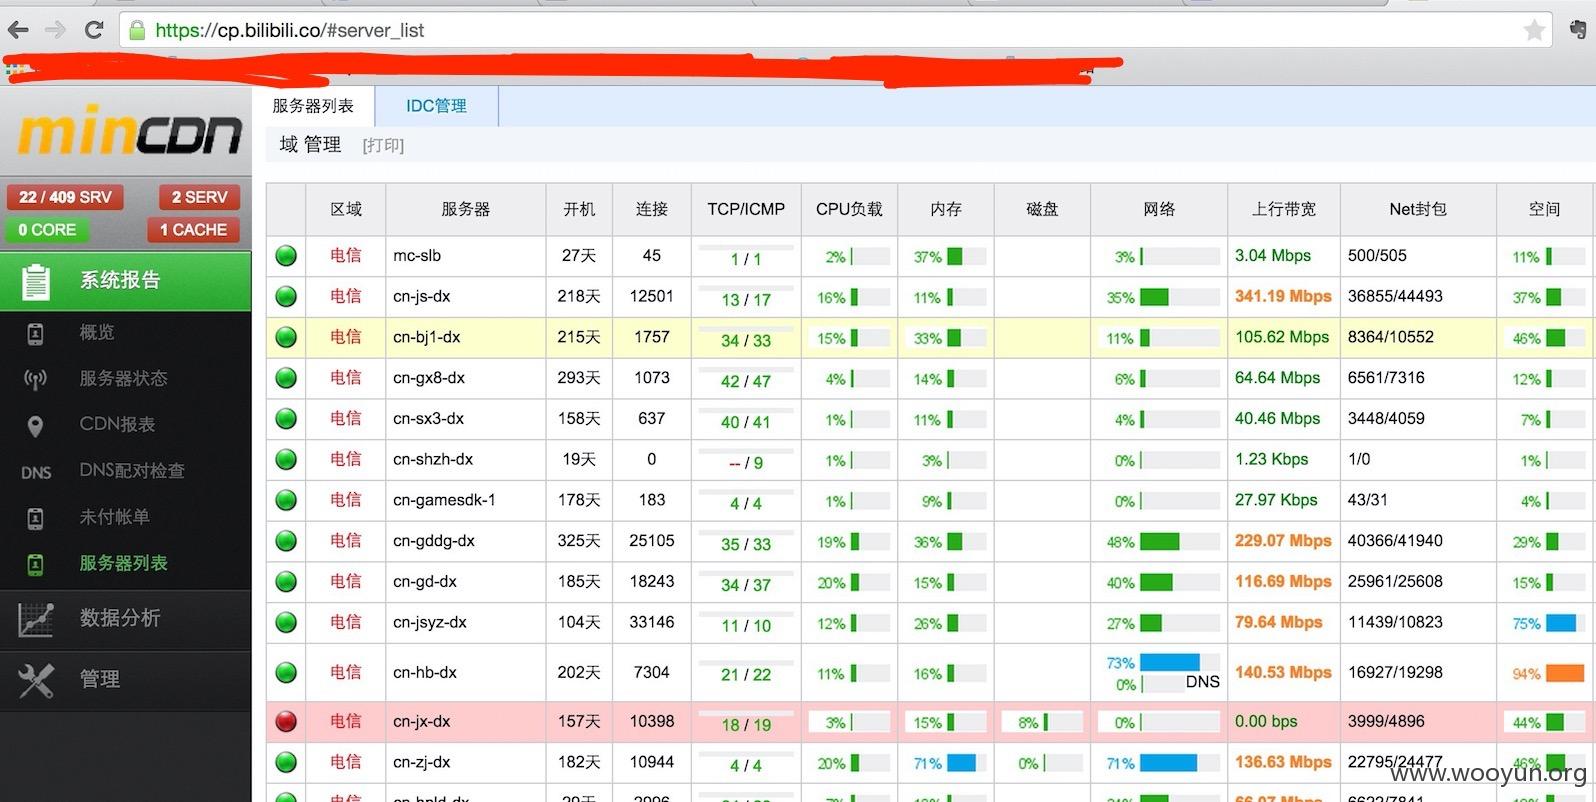 https://cp.bilibili.co/#server_list
mincDn
22 / 409 SRV 2 SERV
0 CORE 1 CACHE
系统报告
概览
服务器状态
CDN报表
DNS DNS配对检查
未付帐单
服务器列表
数据分析
管理
服务器列表 IDC管理
域 管理 [打印]
区域 服务器 开机 连接 TCP/ICMP CPU负载 内存 磁盘 网络 上行带宽 Net封包 空间
电信 mc-slb 27天 45 1 / 1 2% 37% 3% 3.04 Mbps 500/505 11%
电信 cn-js-dx 218天 12501 13 / 17 16% 11% 35% 341.19 Mbps 36855/44493 37%
电信 cn-bj1-dx 215天 1757 34 / 33 15% 33% 11% 105.62 Mbps 8364/10552 46%
电信 cn-gx8-dx 293天 1073 42 / 47 4% 14% 6% 64.64 Mbps 6561/7316 12%
电信 cn-sx3-dx 158天 637 40 / 41 1% 11% 4% 40.46 Mbps 3448/4059 7%
电信 cn-shzh-dx 19天 0 -- / 9 1% 3% 0% 1.23 Kbps 1/0 1%
电信 cn-gamesdk-1 178天 183 4 / 4 1% 9% 0% 27.97 Kbps 43/31 4%
电信 cn-gddg-dx 325天 25105 35 / 33 19% 36% 48% 229.07 Mbps 40366/41940 29%
电信 cn-gd-dx 185天 18243 34 / 37 20% 15% 40% 116.69 Mbps 25961/25608 15%
电信 cn-jsyz-dx 104天 33146 11 / 10 12% 26% 27% 79.64 Mbps 11439/10823 75%
电信 cn-hb-dx 202天 7304 21 / 22 11% 16% 73% 0% DNS 140.53 Mbps 16927/19298 94%
电信 cn-jx-dx 157天 10398 18 / 19 3% 15% 8% 0% 0.00 bps 3999/4896 44%
电信 cn-zj-dx 182天 10944 4 / 4 20% 71% 0% 71% 136.63 Mbps 22795/24477 46%
www.wooyun.org